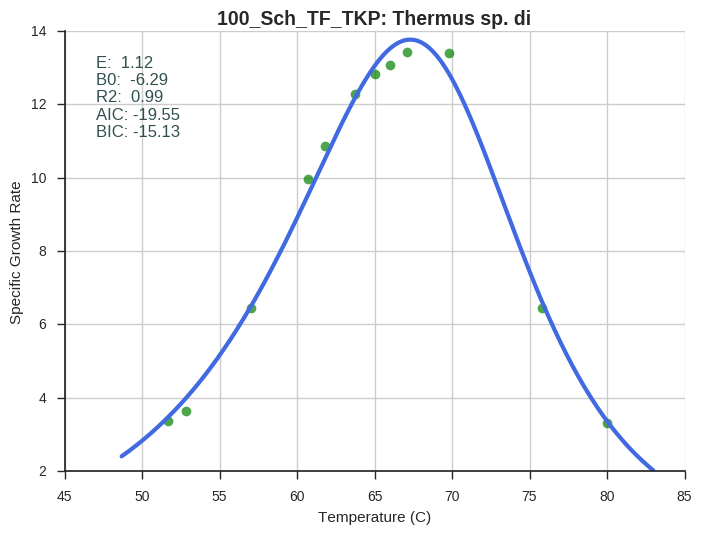 100_Sch_TF_TKP: Thermus sp. di
E:  1.12
B0:  -6.29
R2:  0.99
AIC: -19.55
BIC: -15.13
14
12
10
8
6
4
2
Specific Growth Rate
45 50 55 60 65 70 75 80 85
Temperature (C)